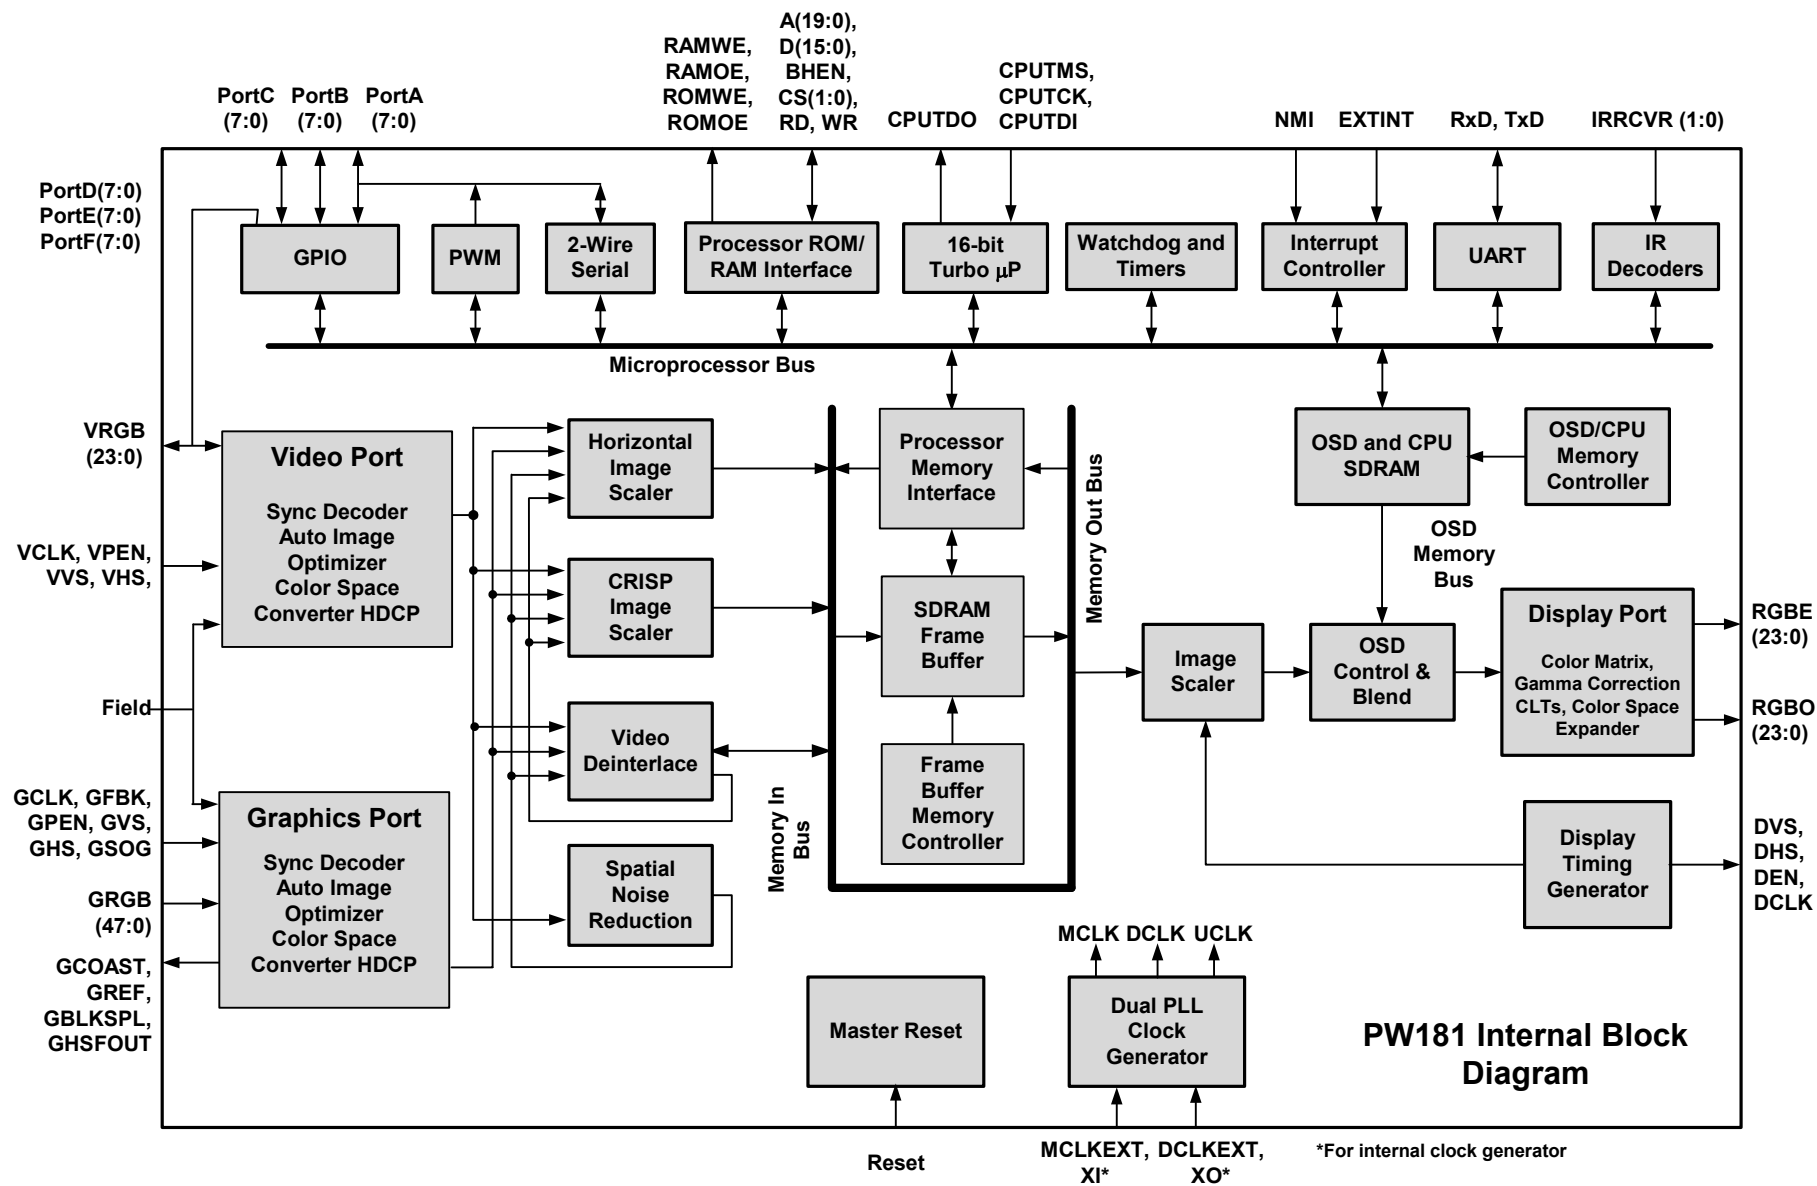 A(19:0),
D(15:0),
BHEN,
CS(1:0),
RD, WR
RAMWE,
RAMOE,
ROMWE,
ROMOE
CPUTMS,
CPUTCK,
CPUTDI
PortC
(7:0)
PortB
(7:0)
PortA
(7:0)
CPUTDO
NMI
EXTINT
RxD, TxD
IRRCVR (1:0)
PortD(7:0)
PortE(7:0)
PortF(7:0)
GPIO
PWM
2-Wire
Serial
Processor ROM/
RAM Interface
16-bit
Turbo µP
Watchdog and
Timers
Interrupt
Controller
UART
IR
Decoders
Microprocessor Bus
VRGB
(23:0)
VCLK, VPEN,
VVS, VHS,
Field
GCLK, GFBK,
GPEN, GVS,
GHS, GSOG
GRGB
(47:0)
GCOAST,
GREF,
GBLKSPL,
GHSFOUT
Video Port
Sync Decoder
Auto Image
Optimizer
Color Space
Converter HDCP
Graphics Port
Sync Decoder
Auto Image
Optimizer
Color Space
Converter HDCP
Horizontal
Image
Scaler
CRISP
Image
Scaler
Video
Deinterlace
Spatial
Noise
Reduction
Memory In
Bus
Processor
Memory
Interface
SDRAM
Frame
Buffer
Frame
Buffer
Memory
Controller
Memory Out Bus
OSD and CPU
SDRAM
OSD/CPU
Memory
Controller
OSD
Memory
Bus
Image
Scaler
OSD
Control &
Blend
Display Port
Color Matrix,
Gamma Correction
CLTs, Color Space
Expander
RGBE
(23:0)
RGBO
(23:0)
Display
Timing
Generator
DVS,
DHS,
DEN,
DCLK
MCLK DCLK UCLK
Master Reset
Dual PLL
Clock
Generator
PW181 Internal Block
Diagram
Reset
MCLKEXT,
XI*
DCLKEXT,
XO*
*For internal clock generator